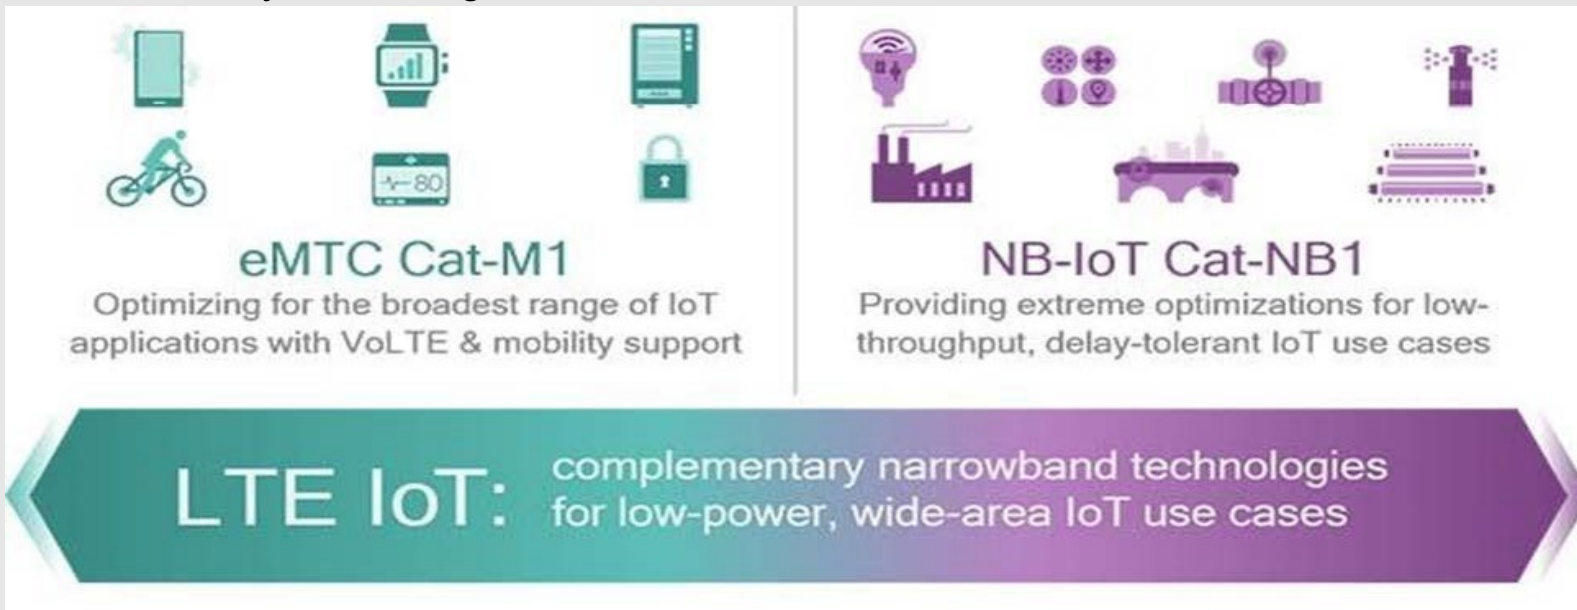 80
eMTC Cat-M1
Optimizing for the broadest range of IoT
applications with VoLTE & mobility support
NB-IoT Cat-NB1
Providing extreme optimizations for low-
throughput, delay-tolerant IoT use cases
LTE IoT:
complementary narrowband technologies
for low-power, wide-area IoT use cases